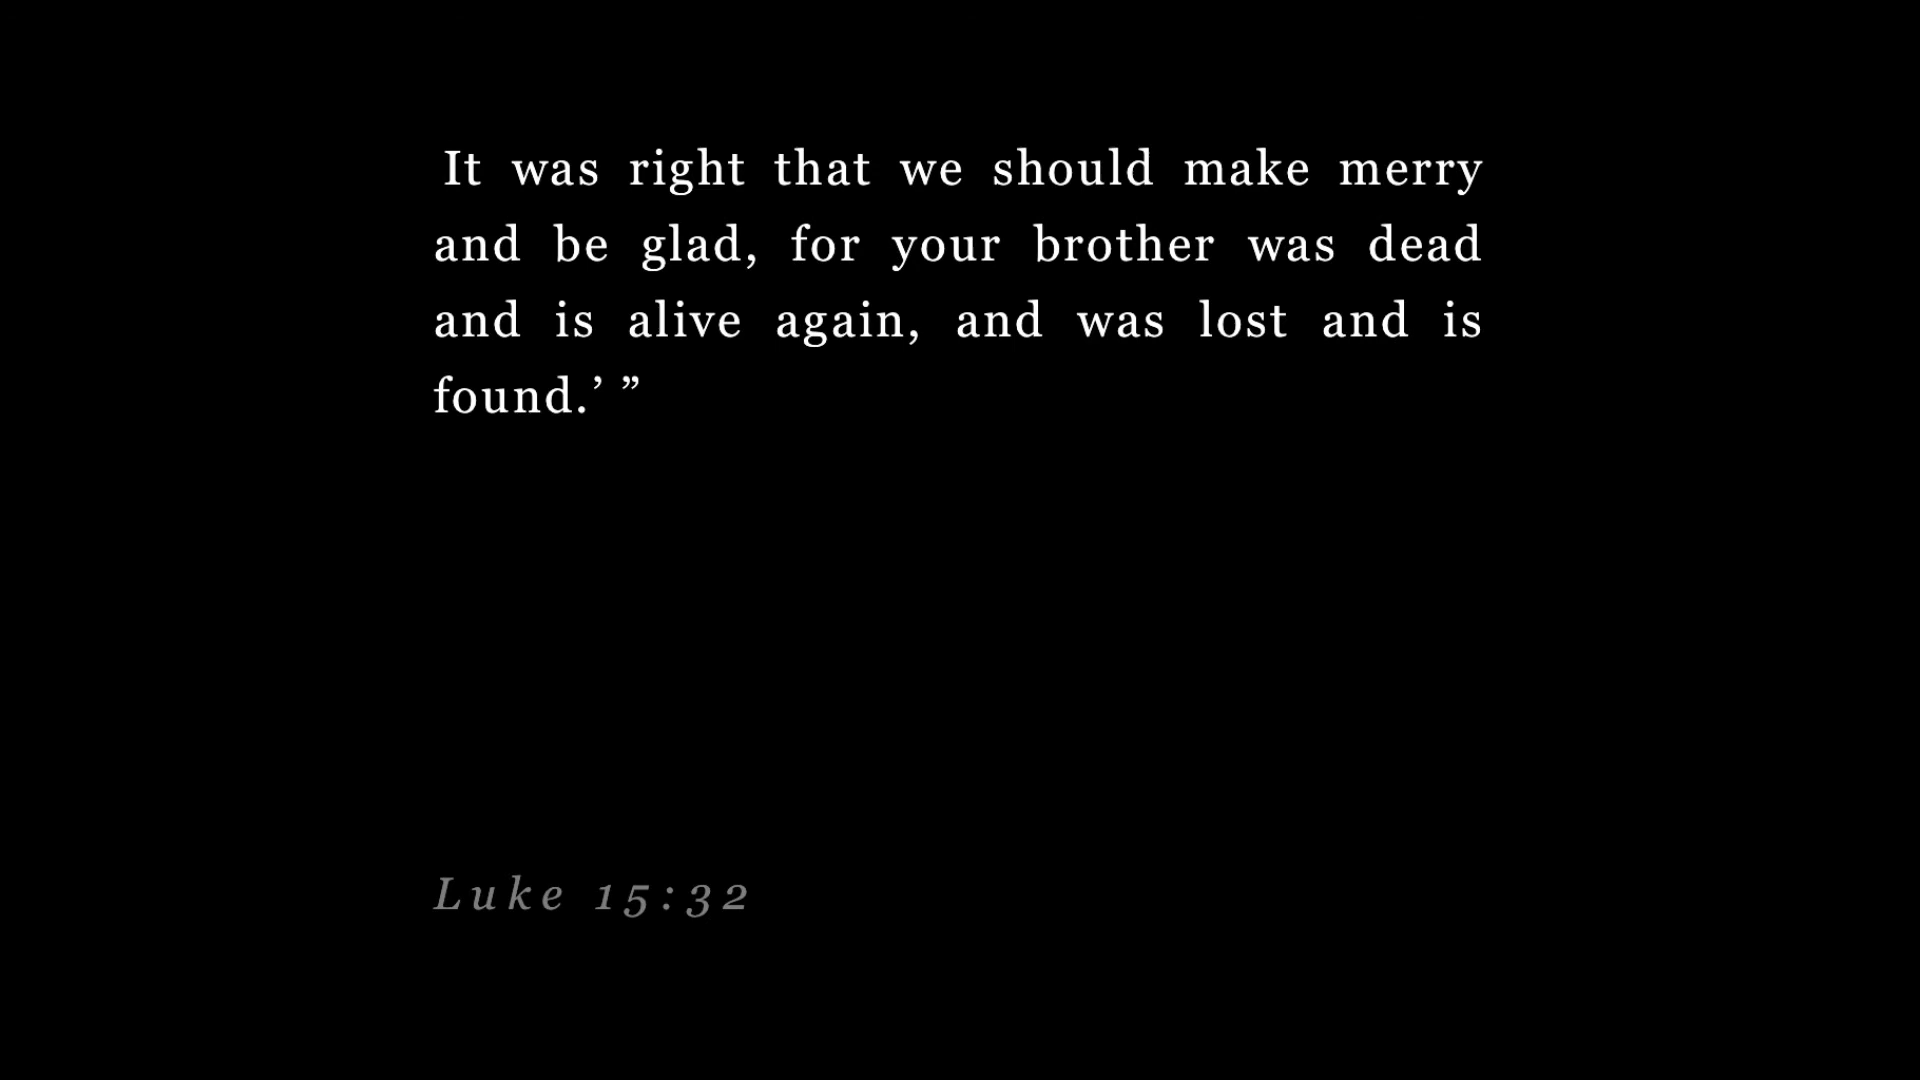 It was right that we should make merry
and be glad, for your brother was dead
and is alive again, and was lost and is
found.’ ”
Luke 15:32